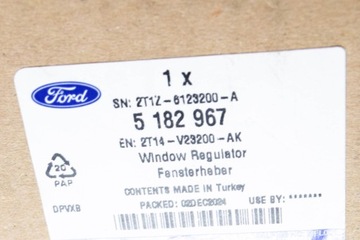 1 x
Ford
SN: 2T1Z-6123200-A
5 182 967
EN: 2T14-V23200-AK
Window Regulator
Fensterheber
20
PAP
CONTENTS MADE IN Turkey
DPVXB
PACKED: 02DEC2024 USE BY: *******